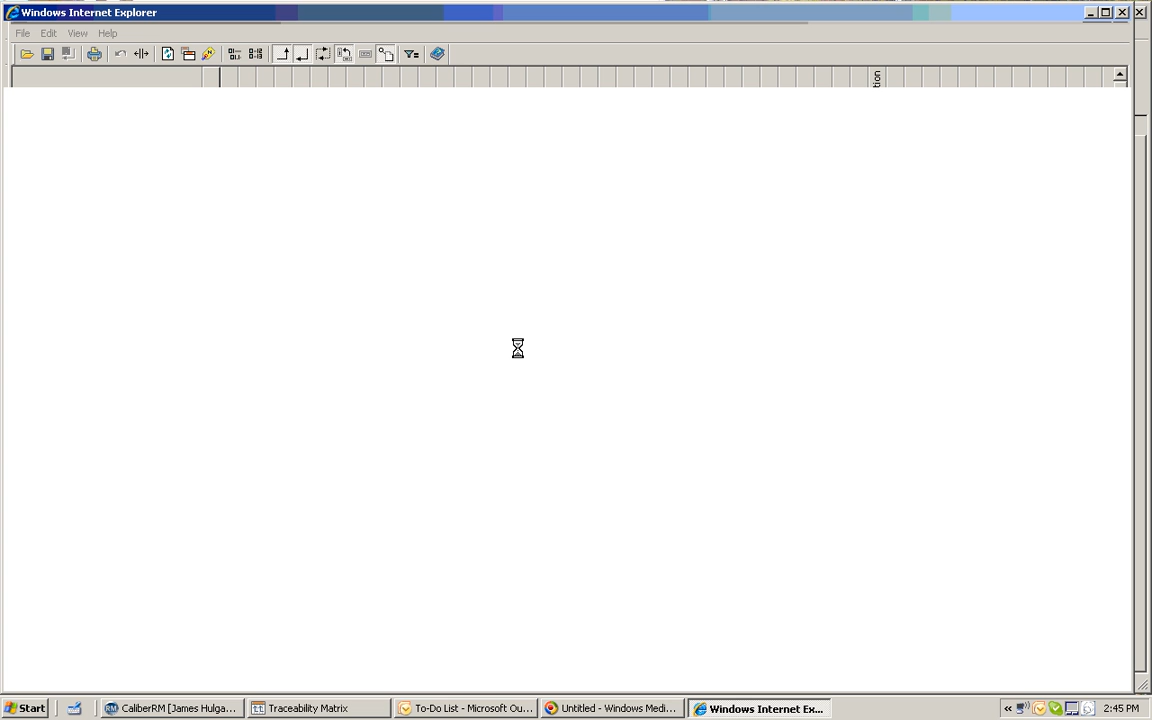 Windows Internet Explorer
File Edit View Help
tion
Start CaliberRM [James Hulga... Traceability Matrix To-Do List - Microsoft Ou... Untitled - Windows Medi... Windows Internet Ex... « 2:45 PM